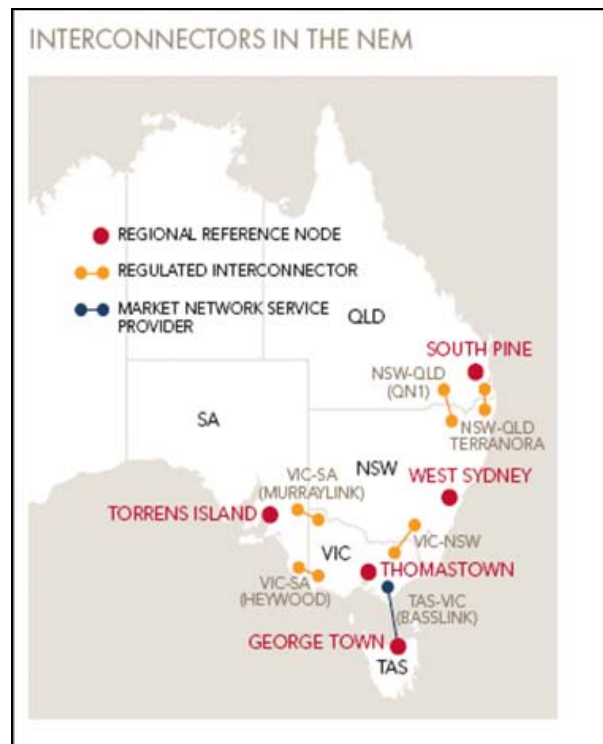 INTERCONNECTORS IN THE NEM
REGIONAL REFERENCE NODE
REGULATED INTERCONNECTOR
MARKET NETWORK SERVICE
PROVIDER
QLD
SOUTH PINE
NSW-QLD
(QN1)
NSW-QLD
TERRANORA
SA
NSW
WEST SYDNEY
VIC-SA
(MURRAYLINK)
TORRENS ISLAND
VIC-NSW
VIC
THOMASTOWN
VIC-SA
(HEYWOOD)
TAS-VIC
(BASSLINK)
GEORGE TOWN
TAS